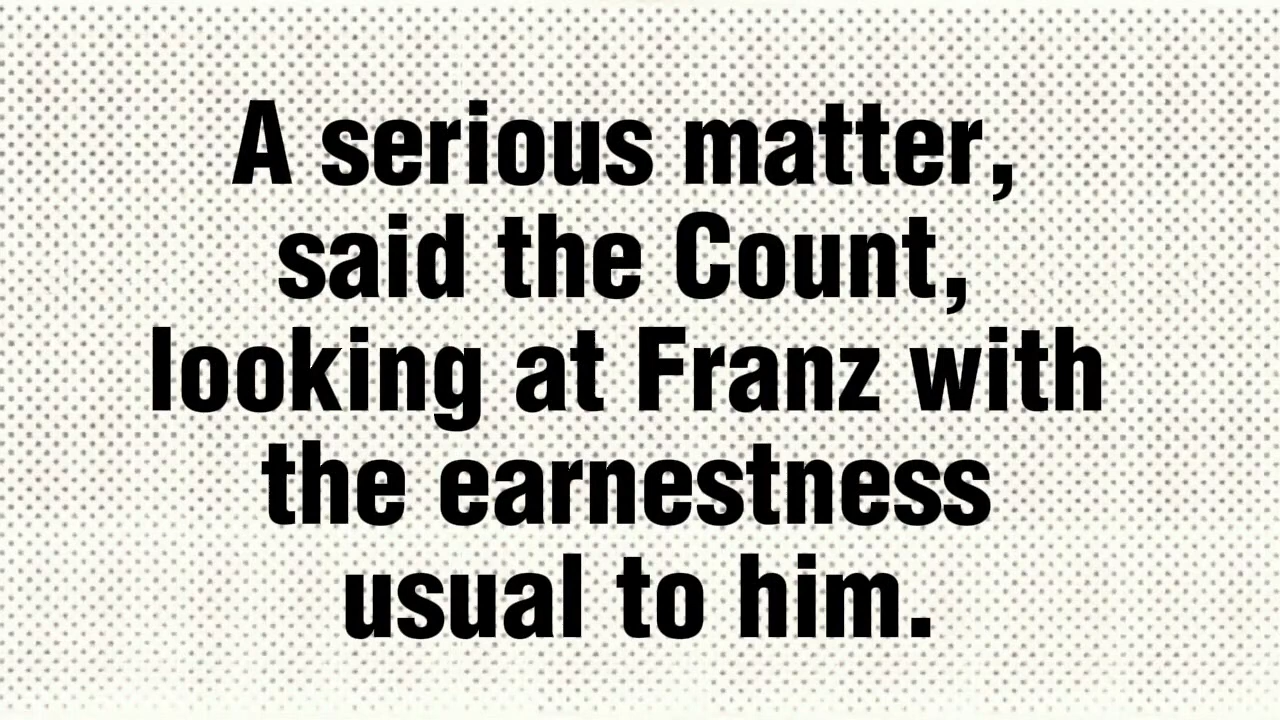 A serious matter,
said the Count,
looking at Franz with
the earnestness
usual to him.